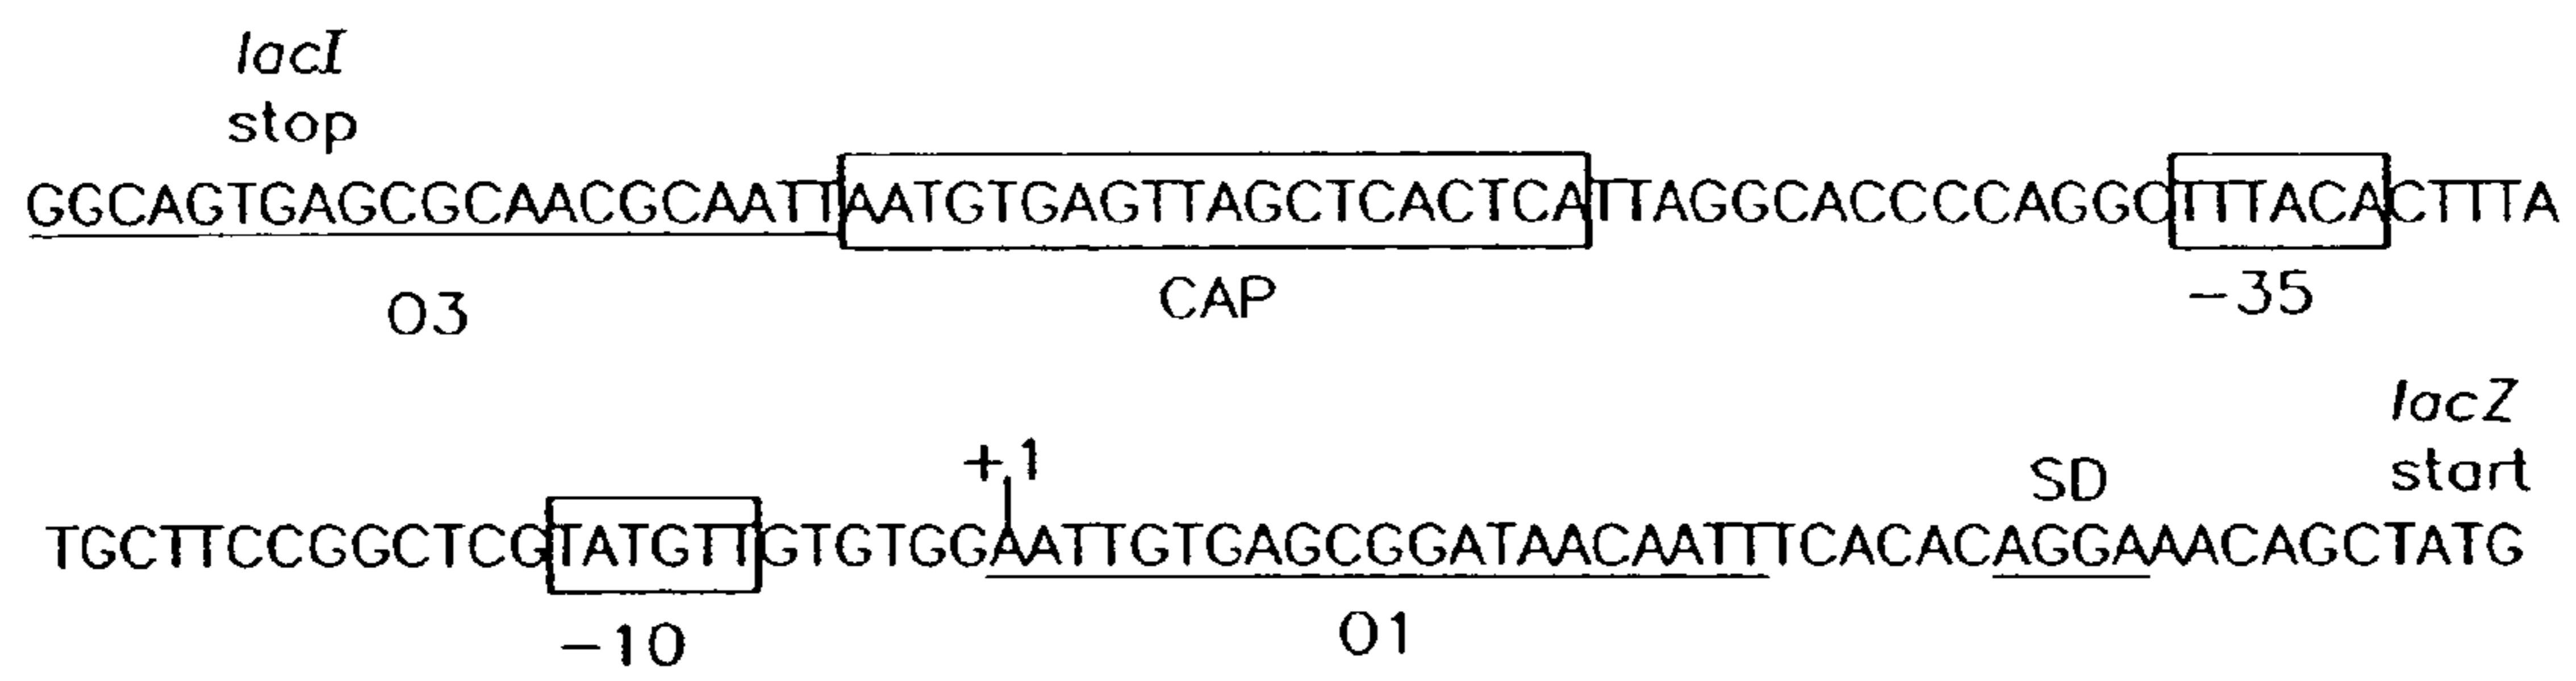 lacI
stop
GGCAGTGAGCGCAACGCAATTAATGTGAGTTAGCTCACTCATTAGGCACCCCAGGCTTTACACTTTA
O3
CAP
-35
lacZ
start
+1
SD
TGCTTCCGGCTCGTATGTTGTGTGGAATTGTGAGCGGATAACAATTTCACACAGGAAACAGCTATG
-10
O1